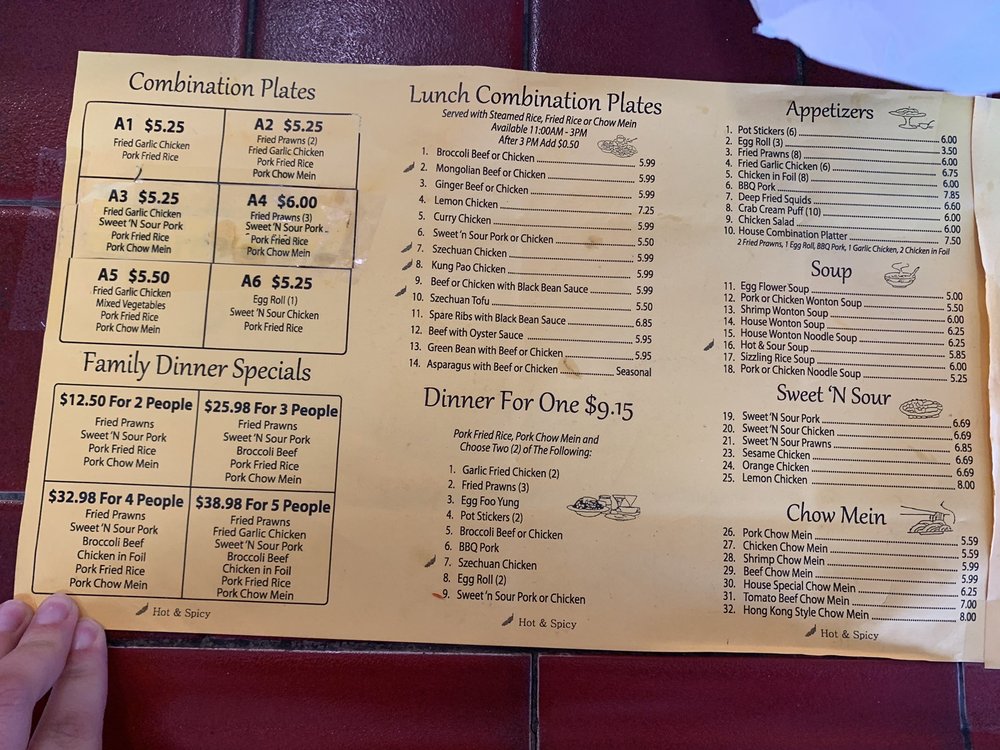 Combination Plates
A1 $5.25
Fried Garlic Chicken
Pork Fried Rice
A2 $5.25
Fried Prawns (2)
Fried Garlic Chicken
Pork Fried Rice
Pork Chow Mein
A3 $5.25
Fried Garlic Chicken
Sweet 'N Sour Pork
Pork Fried Rice
Pork Chow Mein
A4 $6.00
Fried Prawns (3)
Sweet 'N Sour Pork
Pork Fried Rice
Pork Chow Mein
A5 $5.50
Fried Garlic Chicken
Mixed Vegetables
Pork Fried Rice
Pork Chow Mein
A6 $5.25
Egg Roll (1)
Sweet 'N Sour Chicken
Pork Fried Rice
Family Dinner Specials
$12.50 For 2 People
Fried Prawns
Sweet 'N Sour Pork
Pork Fried Rice
Pork Chow Mein
$25.98 For 3 People
Fried Prawns
Sweet 'N Sour Pork
Broccoli Beef
Pork Fried Rice
Pork Chow Mein
$32.98 For 4 People
Fried Prawns
Sweet 'N Sour Pork
Broccoli Beef
Chicken in Foil
Pork Fried Rice
Pork Chow Mein
$38.98 For 5 People
Fried Prawns
Fried Garlic Chicken
Sweet 'N Sour Pork
Broccoli Beef
Chicken in Foil
Pork Fried Rice
Pork Chow Mein
Hot & Spicy
Lunch Combination Plates
Served with Steamed Rice, Fried Rice or Chow Mein
Available 11:00AM - 3PM
After 3 PM Add $0.50
1. Broccoli Beef or Chicken 5.99
2. Mongolian Beef or Chicken 5.99
3. Ginger Beef or Chicken 5.99
4. Lemon Chicken 7.25
5. Curry Chicken 5.99
6. Sweet 'n Sour Pork or Chicken 5.50
7. Szechuan Chicken 5.99
8. Kung Pao Chicken 5.99
9. Beef or Chicken with Black Bean Sauce 5.99
10. Szechuan Tofu 5.50
11. Spare Ribs with Black Bean Sauce 6.85
12. Beef with Oyster Sauce 5.95
13. Green Bean with Beef or Chicken 5.95
14. Asparagus with Beef or Chicken Seasonal
Dinner For One $9.15
Pork Fried Rice, Pork Chow Mein and
Choose Two (2) of The Following:
1. Garlic Fried Chicken (2)
2. Fried Prawns (3)
3. Egg Foo Yung
4. Pot Stickers (2)
5. Broccoli Beef or Chicken
6. BBQ Pork
7. Szechuan Chicken
8. Egg Roll (2)
9. Sweet 'n Sour Pork or Chicken
Hot & Spicy
Appetizers
1. Pot Stickers (6) 6.00
2. Egg Roll (3) 3.50
3. Fried Prawns (8) 6.00
4. Fried Garlic Chicken (6) 6.75
5. Chicken in Foil (8) 6.00
6. BBQ Pork 7.85
7. Deep Fried Squids 6.60
8. Crab Cream Puff (10) 6.00
9. Chicken Salad 6.00
10. House Combination Platter 7.50
2 Fried Prawns, 1 Egg Roll, BBQ Pork, 1 Garlic Chicken, 2 Chicken in Foil
Soup
11. Egg Flower Soup 5.00
12. Pork or Chicken Wonton Soup 5.50
13. Shrimp Wonton Soup 6.00
14. House Wonton Soup 6.25
15. House Wonton Noodle Soup 6.25
16. Hot & Sour Soup 5.85
17. Sizzling Rice Soup 6.00
18. Pork or Chicken Noodle Soup 5.25
Sweet 'N Sour
19. Sweet 'N Sour Pork 6.69
20. Sweet 'N Sour Chicken 6.69
21. Sweet 'N Sour Prawns 6.85
23. Sesame Chicken 6.69
24. Orange Chicken 6.69
25. Lemon Chicken 8.00
Chow Mein
26. Pork Chow Mein 5.59
27. Chicken Chow Mein 5.59
28. Shrimp Chow Mein 5.99
29. Beef Chow Mein 5.99
30. House Special Chow Mein 6.25
31. Tomato Beef Chow Mein 7.00
32. Hong Kong Style Chow Mein 8.00
Hot & Spicy